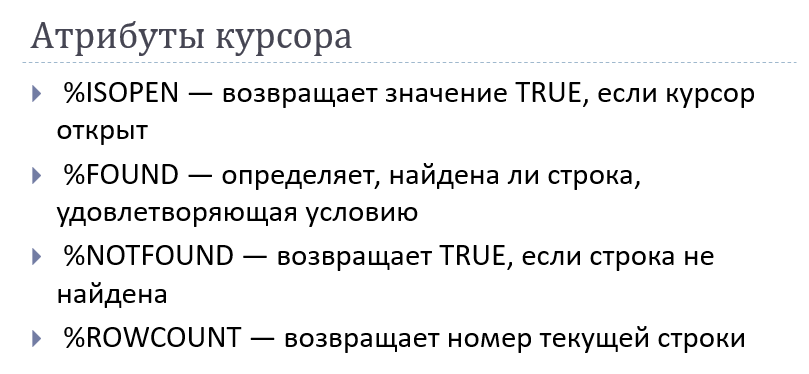 Атрибуты курсора
%ISOPEN — возвращает значение TRUE, если курсор
открыт
%FOUND — определяет, найдена ли строка,
удовлетворяющая условию
%NOTFOUND — возвращает TRUE, если строка не
найдена
%ROWCOUNT — возвращает номер текущей строки